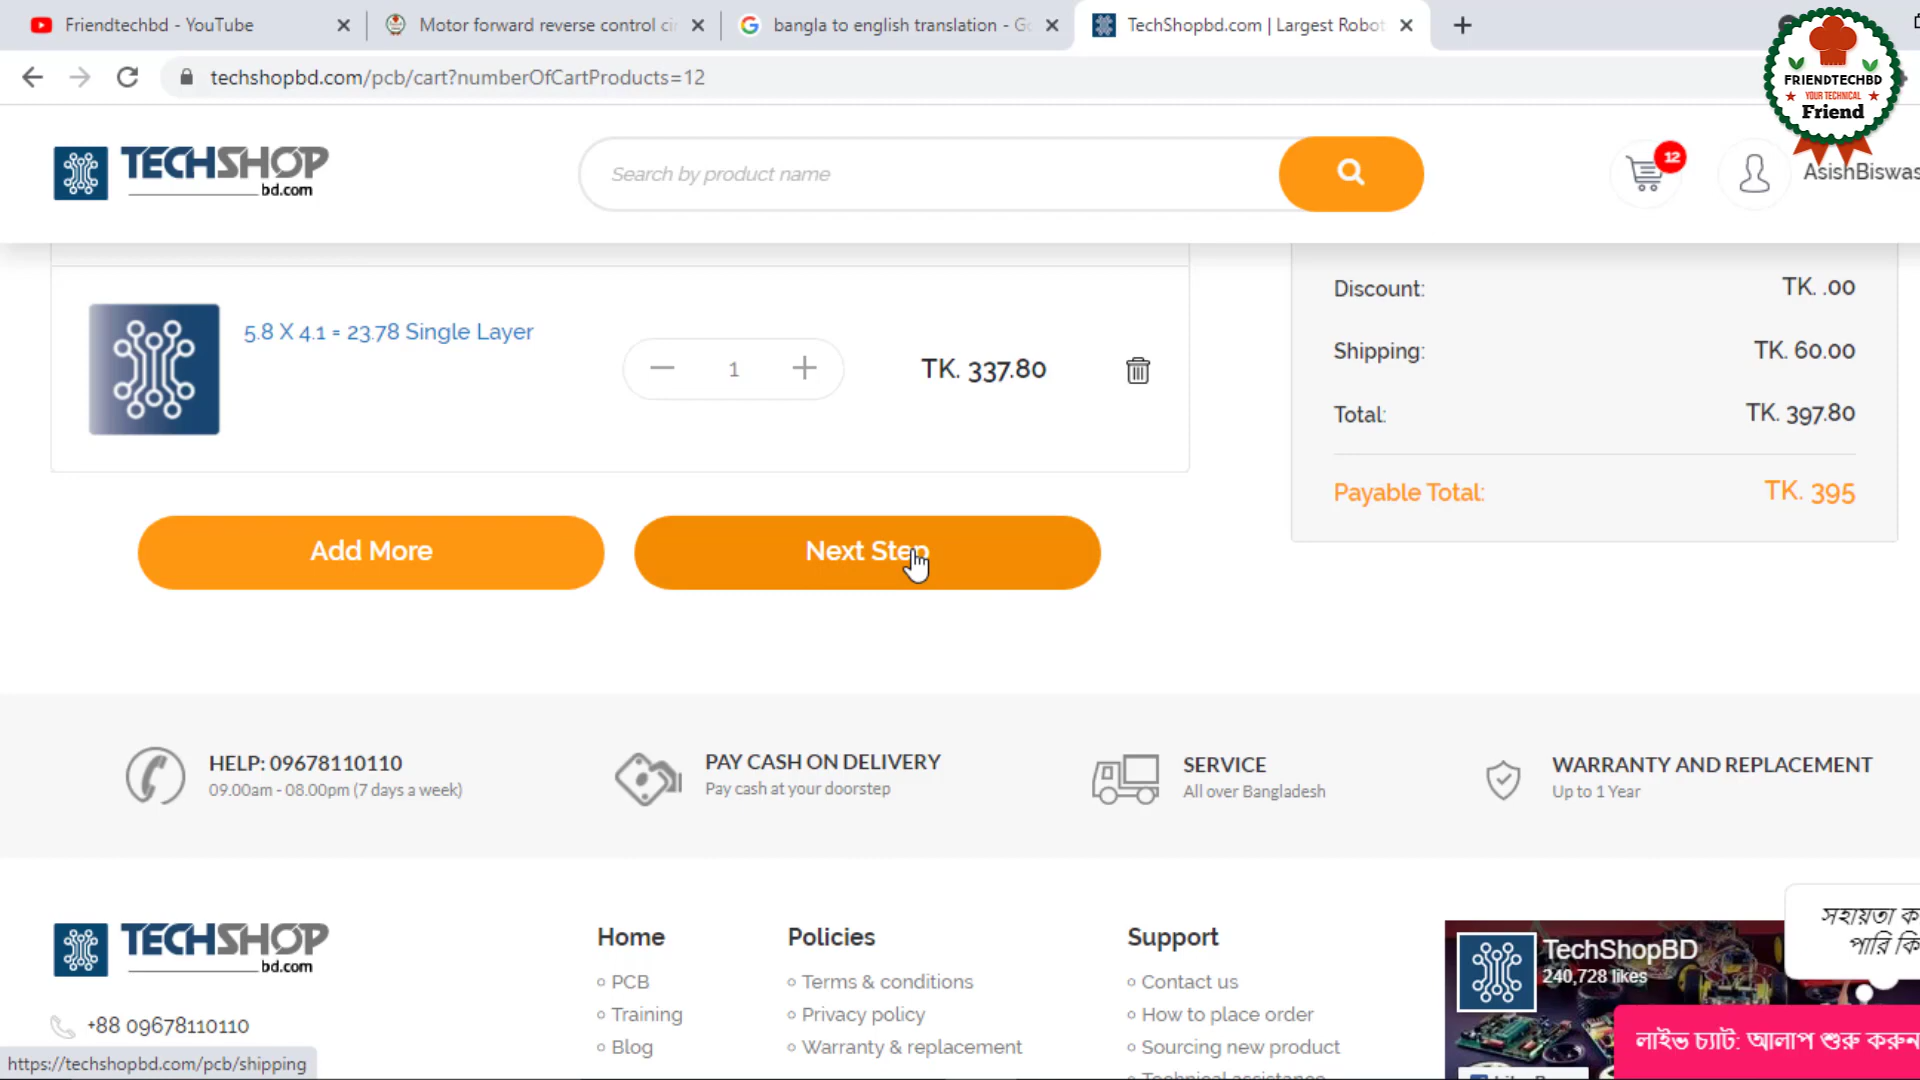 Friendtechbd - YouTube
Motor forward reverse control cir
bangla to english translation - Go
TechShopbd.com | Largest Robot
techshopbd.com/pcb/cart?numberOfCartProducts=12
FRIENDTECHBD
YOUR TECHNICAL
Friend
TECHSHOP
bd.com
Search by product name
12
AsishBiswas
5.8 X 4.1 = 23.78 Single Layer
1
TK. 337.80
Discount:
TK. .00
Shipping:
TK. 60.00
Total:
TK. 397.80
Payable Total:
TK. 395
Add More
Next Step
HELP: 09678110110
09.00am - 08.00pm (7 days a week)
PAY CASH ON DELIVERY
Pay cash at your doorstep
SERVICE
All over Bangladesh
WARRANTY AND REPLACEMENT
Up to 1 Year
TECHSHOP
bd.com
+88 09678110110
Home
PCB
Training
Blog
Policies
Terms & conditions
Privacy policy
Warranty & replacement
Support
Contact us
How to place order
Sourcing new product
Technical assistance
TechShopBD
240,728 likes
সহায়তা ক
পারি কি
লাইভ চ্যাট: আলাপ শুরু করুন
https://techshopbd.com/pcb/shipping